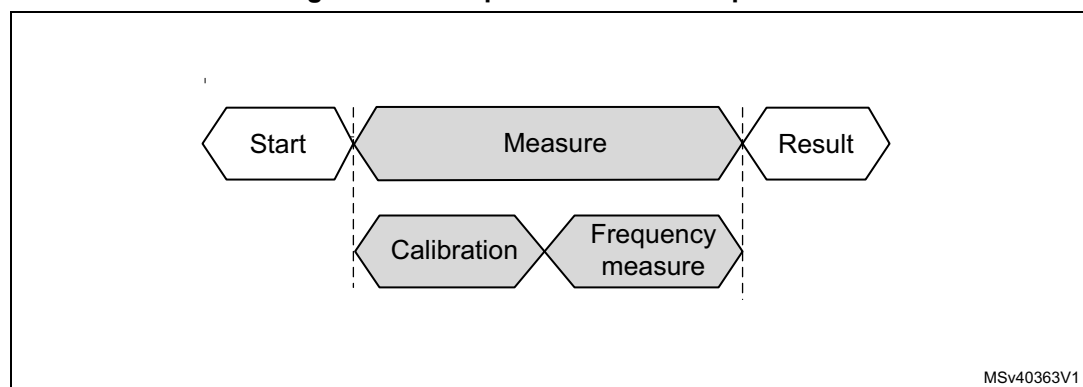 Start
Measure
Result
Calibration
Frequency
measure
MSv40363V1